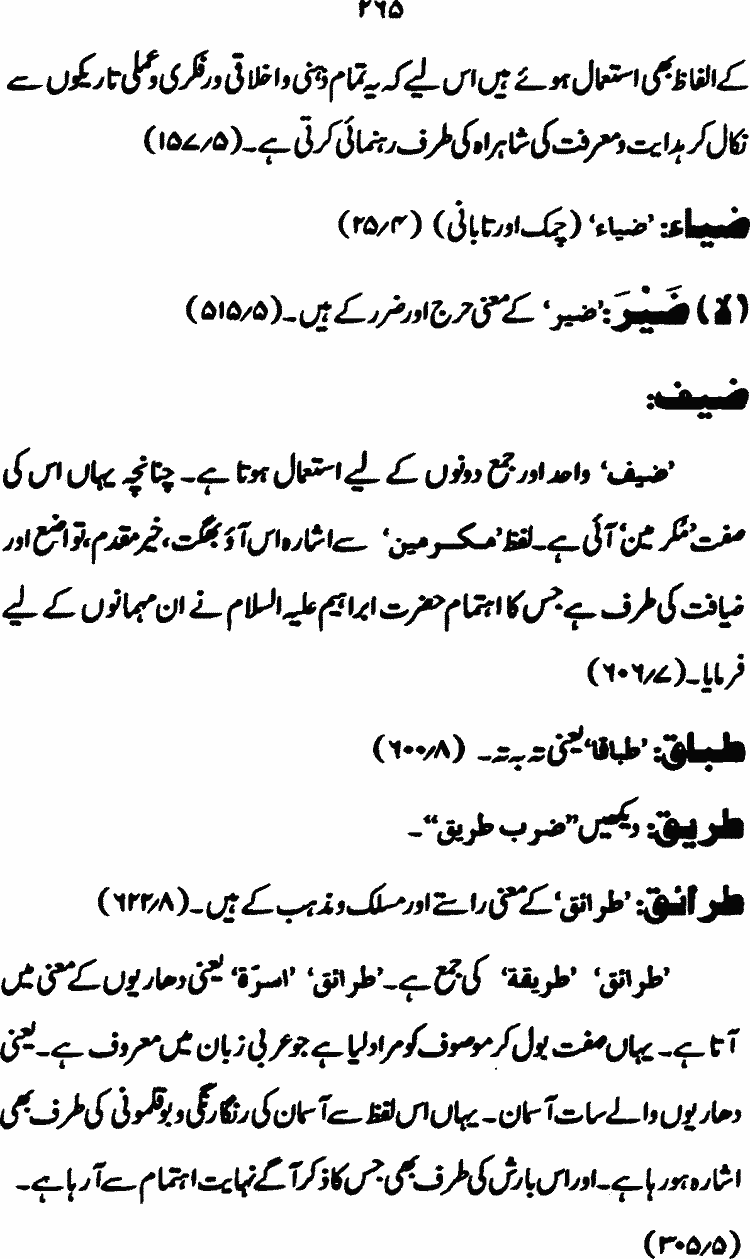 ۲۶۵
کے الفاظ بھی استعمال ہوئے ہیں اس لیے کہ یہ تمام ذہنی و اخلاقی ور فکری و عملی تاریکوں سے
نکال کر ہدایت و معرفت کی شاہراہ کی طرف رہنمائی کرتی ہے۔ (۱۵۷/۵)
ضیاء: ’ضیاء‘ (چمک اور تابانی) (۲۵/۴)
(لا) ضَیْرَ: ’ضیر‘ کے معنی حرج اور ضرر کے ہیں۔ (۵۱۵/۵)
ضیف:
’ضیف‘ واحد اور جمع دونوں کے لیے استعمال ہوتا ہے۔ چنانچہ یہاں اس کی
صفت ’مُکرمین‘ آئی ہے۔ لفظ ’مکرمین‘ سے اشارہ اس آؤ بھگت، خیر مقدم، تواضع اور
ضیافت کی طرف ہے جس کا اہتمام حضرت ابراہیم علیہ السلام نے ان مہمانوں کے لیے
فرمایا۔ (۶۰۶/۷)
طباق: ’طباقا‘ یعنی تہ بہ تہ۔ (۶۰۰/۸)
طریق: دیکھیں ”ضرب طریق“۔
طرائق: ’طرائق‘ کے معنی راستے اور مسلک و مذہب کے ہیں۔ (۶۲۲/۸)
’طرائق‘ ’طریقة‘ کی جمع ہے۔ ’طرائق‘ ’اسرّة‘ یعنی دھاریوں کے معنی میں
آتا ہے۔ یہاں صفت بول کر موصوف کو مراد لیا ہے جو عربی زبان میں معروف ہے۔ یعنی
دھاریوں والے سات آسمان۔ یہاں اس لفظ سے آسمان کی رنگا رنگی و بوقلمونی کی طرف بھی
اشارہ ہو رہا ہے۔ اور اس بارش کی طرف بھی جس کا ذکر آگے نہایت اہتمام سے آ رہا ہے۔
(۳۰۵/۵)